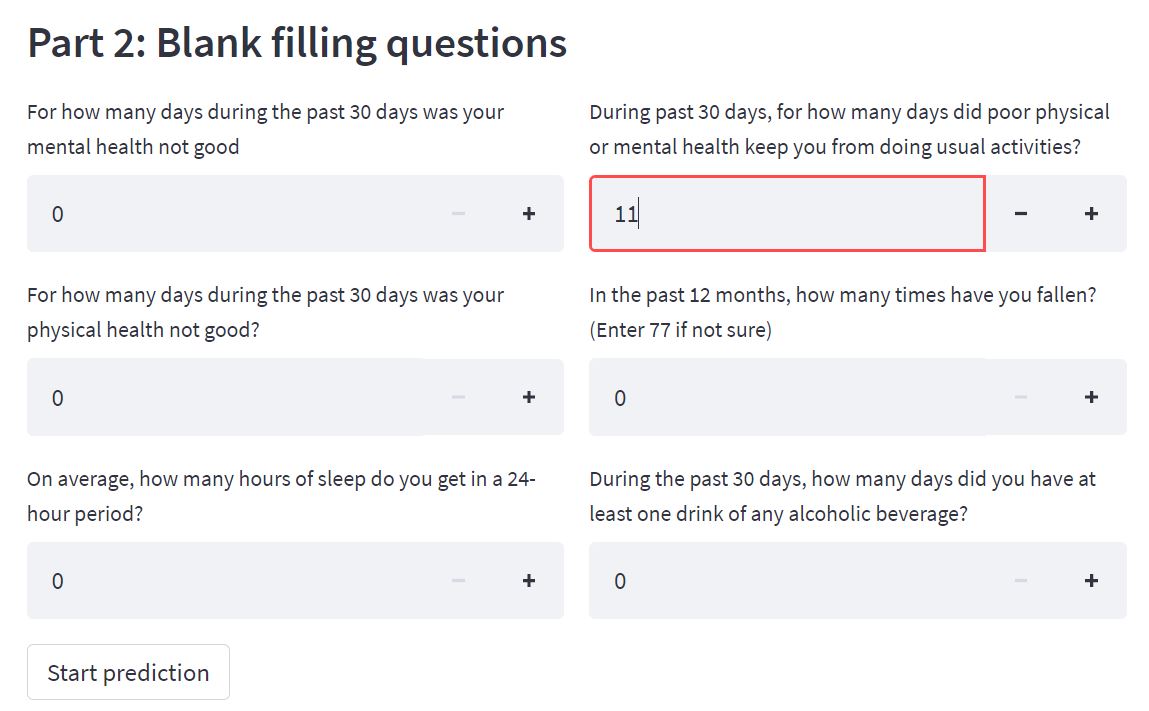 Part 2: Blank filling questions
For how many days during the past 30 days was your
mental health not good
0
During past 30 days, for how many days did poor physical
or mental health keep you from doing usual activities?
11
For how many days during the past 30 days was your
physical health not good?
0
In the past 12 months, how many times have you fallen?
(Enter 77 if not sure)
0
On average, how many hours of sleep do you get in a 24-
hour period?
0
During the past 30 days, how many days did you have at
least one drink of any alcoholic beverage?
0
Start prediction